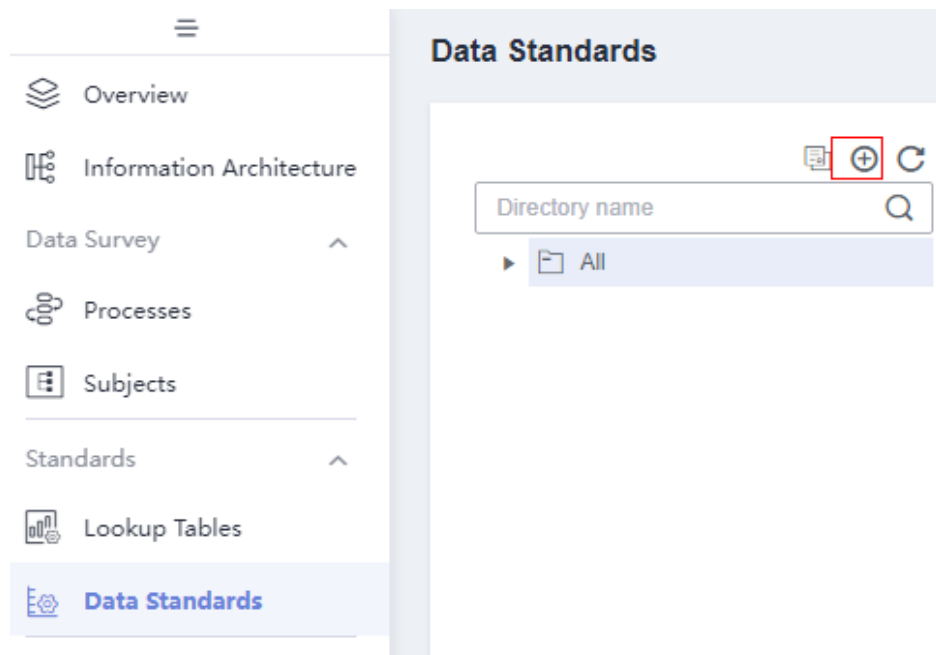 Overview
Information Architecture
Data Survey
Processes
Subjects
Standards
Lookup Tables
Data Standards
Data Standards
Directory name
All